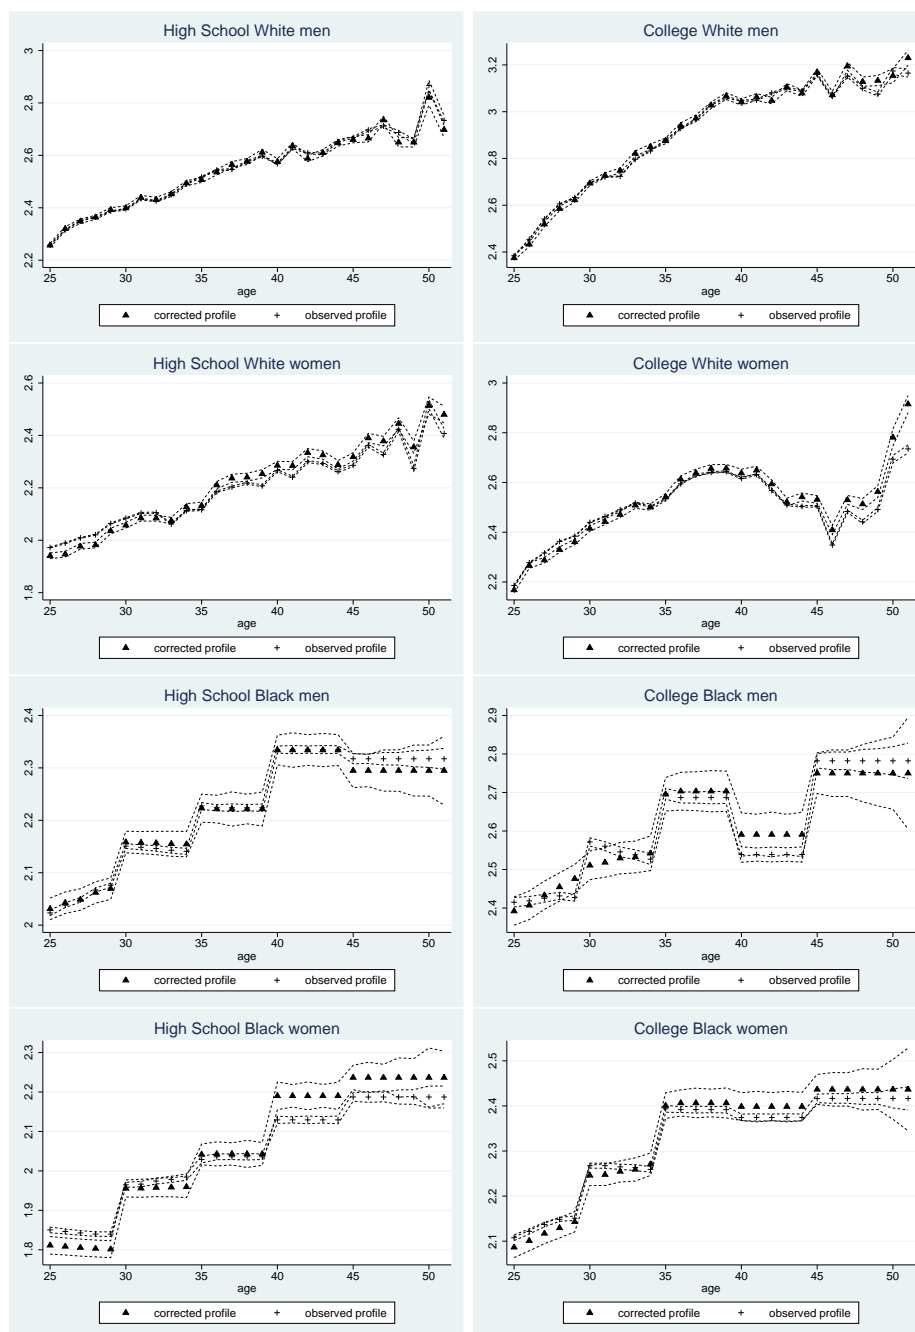 High School White men
3
2.8
2.6
2.4
2.2
25 30 35 40 45 50
age
corrected profile observed profile
College White men
3.2
3
2.8
2.6
2.4
25 30 35 40 45 50
age
corrected profile observed profile
High School White women
2.6
2.4
2.2
2
1.8
25 30 35 40 45 50
age
corrected profile observed profile
College White women
3
2.8
2.6
2.4
2.2
25 30 35 40 45 50
age
corrected profile observed profile
High School Black men
2.4
2.3
2.2
2.1
2
25 30 35 40 45 50
age
corrected profile observed profile
College Black men
2.9
2.8
2.7
2.6
2.5
2.4
25 30 35 40 45 50
age
corrected profile observed profile
High School Black women
2.3
2.2
2.1
2
1.9
1.8
25 30 35 40 45 50
age
corrected profile observed profile
College Black women
2.5
2.4
2.3
2.2
2.1
25 30 35 40 45 50
age
corrected profile observed profile